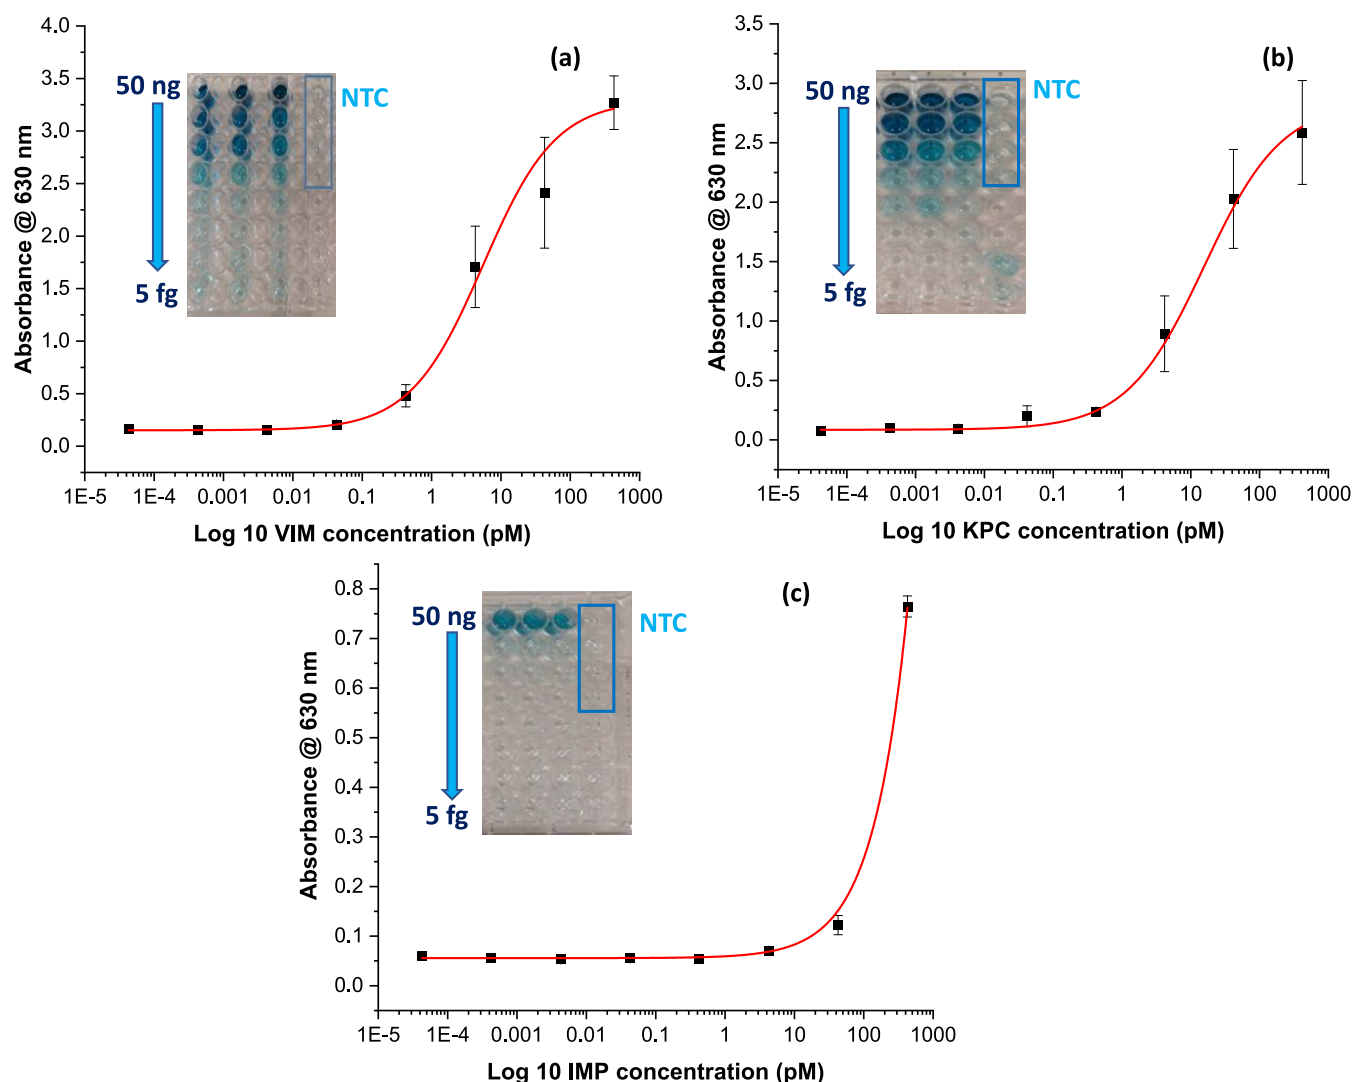 (a)
Absorbance @ 630 nm
4.0
3.5
3.0
2.5
2.0
1.5
1.0
0.5
0.0
50 ng
5 fg
NTC
1E-5 1E-4 0.001 0.01 0.1 1 10 100 1000
Log 10 VIM concentration (pM)
(b)
Absorbance @ 630 nm
3.5
3.0
2.5
2.0
1.5
1.0
0.5
0.0
50 ng
5 fg
NTC
1E-5 1E-4 0.001 0.01 0.1 1 10 100 1000
Log 10 KPC concentration (pM)
(c)
Absorbance @ 630 nm
0.8
0.7
0.6
0.5
0.4
0.3
0.2
0.1
0.0
50 ng
5 fg
NTC
1E-5 1E-4 0.001 0.01 0.1 1 10 100 1000
Log 10 IMP concentration (pM)